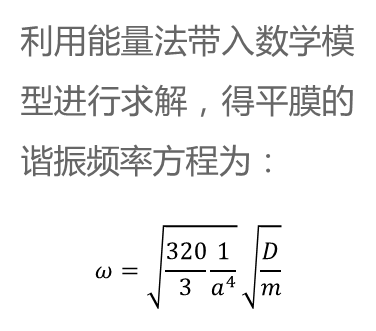 利用能量法带入数学模
型进行求解，得平膜的
谐振频率方程为：
ω = √(320/3 1/a⁴) √(D/m)